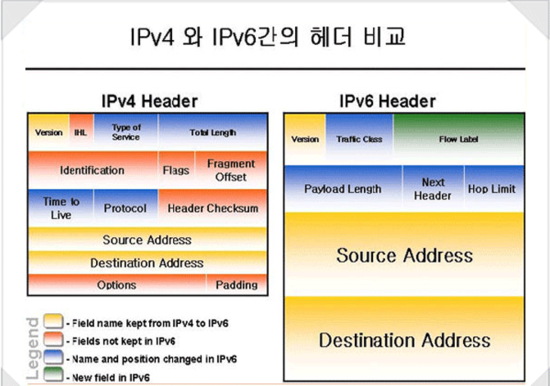 IPv4 와 IPv6간의 헤더 비교
IPv4 Header
Version IHL Type of Service Total Length
Identification Flags Fragment Offset
Time to Live Protocol Header Checksum
Source Address
Destination Address
Options Padding
IPv6 Header
Version Traffic Class Flow Label
Payload Length Next Header Hop Limit
Source Address
Destination Address
Legend
- Field name kept from IPv4 to IPv6
- Fields not kept in IPv6
- Name and position changed in IPv6
- New field in IPv6